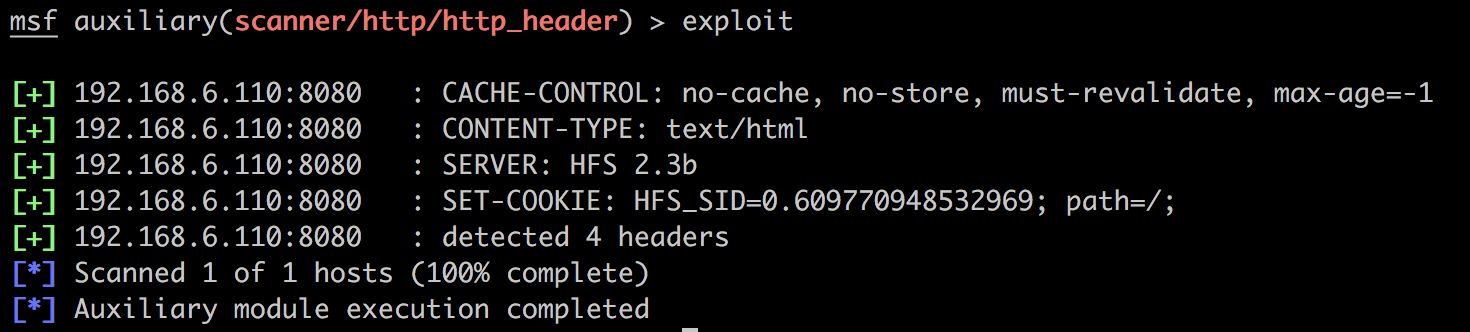 msf auxiliary(scanner/http/http_header) > exploit
[+] 192.168.6.110:8080 : CACHE-CONTROL: no-cache, no-store, must-revalidate, max-age=-1
[+] 192.168.6.110:8080 : CONTENT-TYPE: text/html
[+] 192.168.6.110:8080 : SERVER: HFS 2.3b
[+] 192.168.6.110:8080 : SET-COOKIE: HFS_SID=0.609770948532969; path=/;
[+] 192.168.6.110:8080 : detected 4 headers
[*] Scanned 1 of 1 hosts (100% complete)
[*] Auxiliary module execution completed